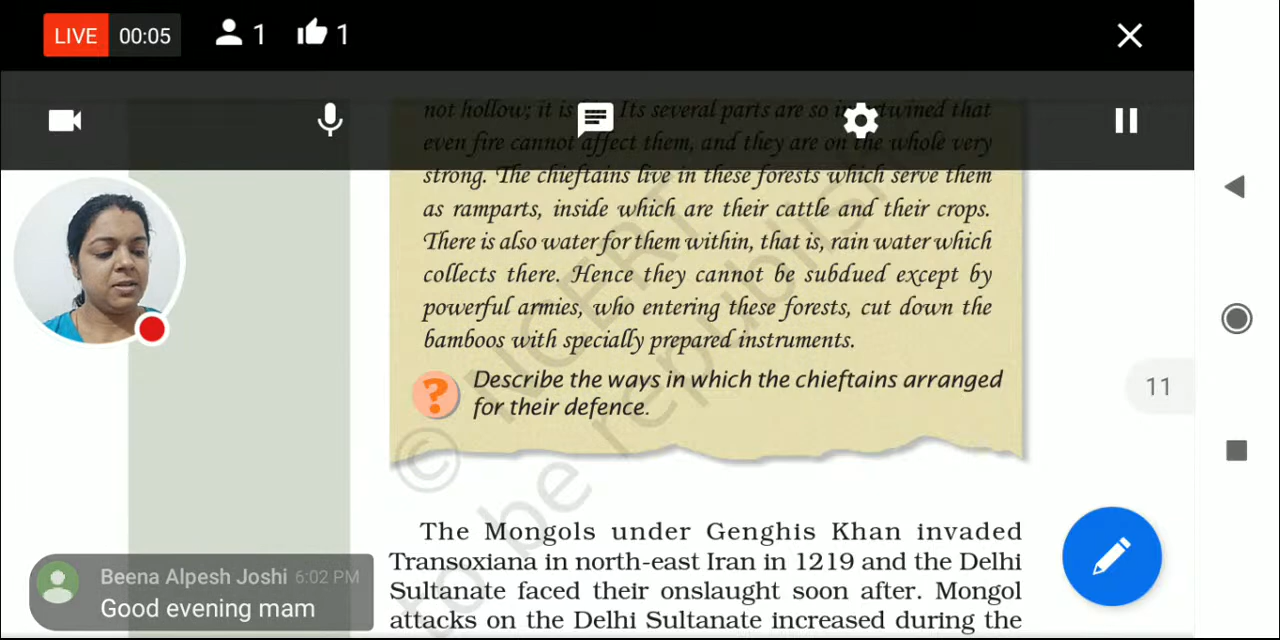 LIVE 00:05 1 1
not hollow; it is Its several parts are so intertwined that
even fire cannot affect them, and they are on the whole very
strong. The chieftains live in these forests which serve them
as ramparts, inside which are their cattle and their crops.
There is also water for them within, that is, rain water which
collects there. Hence they cannot be subdued except by
powerful armies, who entering these forests, cut down the
bamboos with specially prepared instruments.
? Describe the ways in which the chieftains arranged
for their defence.
11
© NCERT
to be republished
The Mongols under Genghis Khan invaded
Transoxiana in north-east Iran in 1219 and the Delhi
Sultanate faced their onslaught soon after. Mongol
attacks on the Delhi Sultanate increased during the
Beena Alpesh Joshi 6:02 PM
Good evening mam